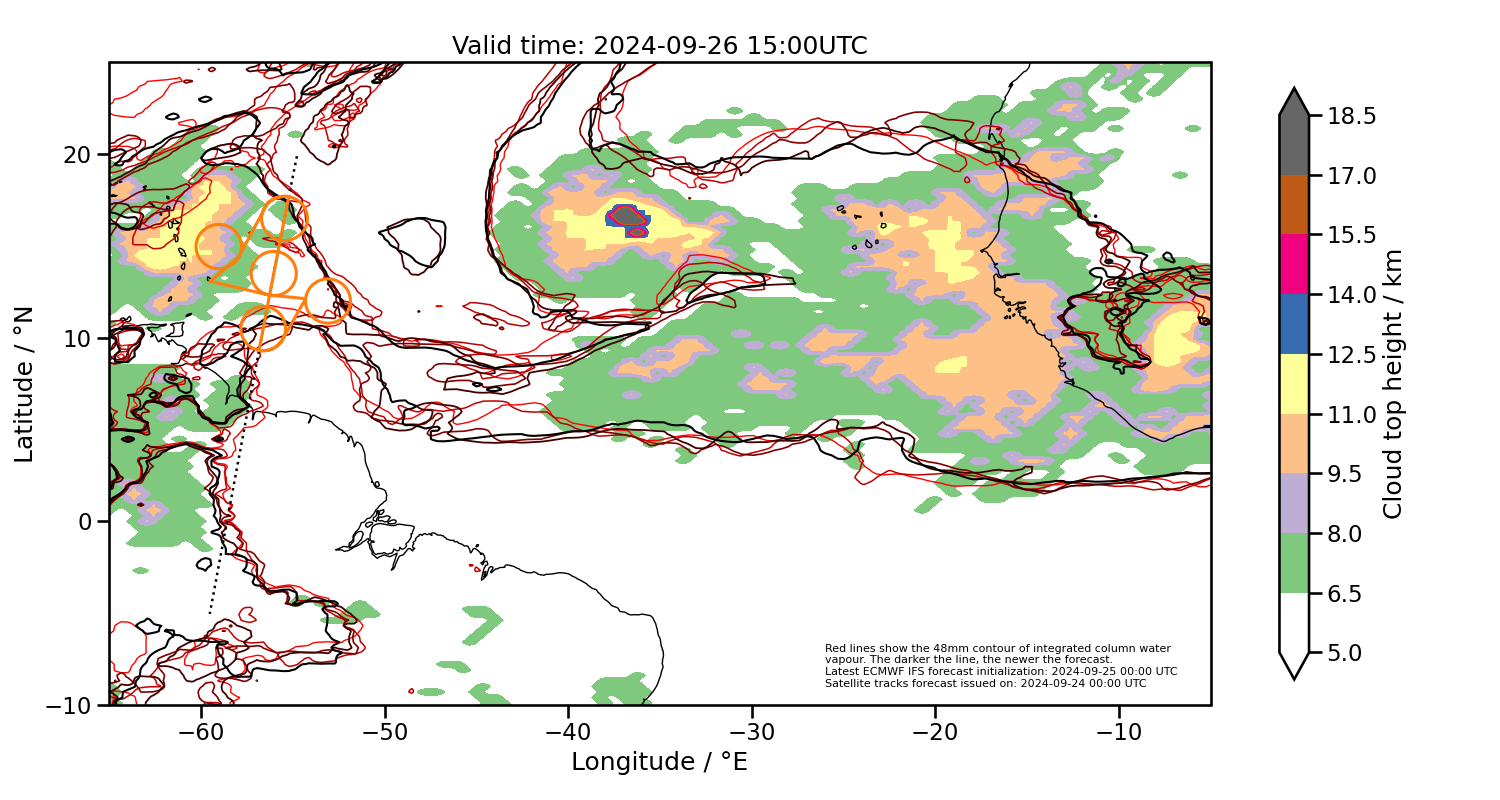 Valid time: 2024-09-26 15:00UTC
20
10
0
−10
Latitude / °N
−60
−50
−40
−30
−20
−10
Longitude / °E
Red lines show the 48mm contour of integrated column water
vapour. The darker the line, the newer the forecast.
Latest ECMWF IFS forecast initialization: 2024-09-25 00:00 UTC
Satellite tracks forecast issued on: 2024-09-24 00:00 UTC
18.5
17.0
15.5
14.0
12.5
11.0
9.5
8.0
6.5
5.0
Cloud top height / km